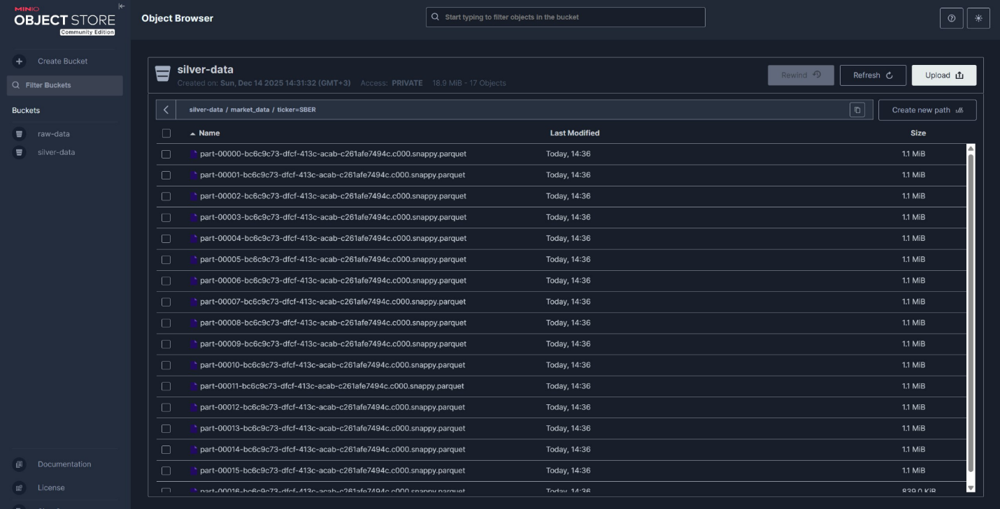 MINIO
OBJECT STORE
Community Edition
Create Bucket
Filter Buckets
Buckets
raw-data
silver-data
Documentation
License
Object Browser
Start typing to filter objects in the bucket
silver-data
Created on: Sun, Dec 14 2025 14:31:32 (GMT+3) Access: PRIVATE 18.9 MiB - 17 Objects
Rewind Refresh Upload
silver-data / market_data / ticker=SBER
Create new path
Name Last Modified Size
part-00000-bc6c9c73-dfcf-413c-acab-c261afe7494c.c000.snappy.parquet Today, 14:36 1.1 MiB
part-00001-bc6c9c73-dfcf-413c-acab-c261afe7494c.c000.snappy.parquet Today, 14:36 1.1 MiB
part-00002-bc6c9c73-dfcf-413c-acab-c261afe7494c.c000.snappy.parquet Today, 14:36 1.1 MiB
part-00003-bc6c9c73-dfcf-413c-acab-c261afe7494c.c000.snappy.parquet Today, 14:36 1.1 MiB
part-00004-bc6c9c73-dfcf-413c-acab-c261afe7494c.c000.snappy.parquet Today, 14:36 1.1 MiB
part-00005-bc6c9c73-dfcf-413c-acab-c261afe7494c.c000.snappy.parquet Today, 14:36 1.1 MiB
part-00006-bc6c9c73-dfcf-413c-acab-c261afe7494c.c000.snappy.parquet Today, 14:36 1.1 MiB
part-00007-bc6c9c73-dfcf-413c-acab-c261afe7494c.c000.snappy.parquet Today, 14:36 1.1 MiB
part-00008-bc6c9c73-dfcf-413c-acab-c261afe7494c.c000.snappy.parquet Today, 14:36 1.1 MiB
part-00009-bc6c9c73-dfcf-413c-acab-c261afe7494c.c000.snappy.parquet Today, 14:36 1.1 MiB
part-00010-bc6c9c73-dfcf-413c-acab-c261afe7494c.c000.snappy.parquet Today, 14:36 1.1 MiB
part-00011-bc6c9c73-dfcf-413c-acab-c261afe7494c.c000.snappy.parquet Today, 14:36 1.1 MiB
part-00012-bc6c9c73-dfcf-413c-acab-c261afe7494c.c000.snappy.parquet Today, 14:36 1.1 MiB
part-00013-bc6c9c73-dfcf-413c-acab-c261afe7494c.c000.snappy.parquet Today, 14:36 1.1 MiB
part-00014-bc6c9c73-dfcf-413c-acab-c261afe7494c.c000.snappy.parquet Today, 14:36 1.1 MiB
part-00015-bc6c9c73-dfcf-413c-acab-c261afe7494c.c000.snappy.parquet Today, 14:36 1.1 MiB
part-00016-bc6c9c73-dfcf-413c-acab-c261afe7494c.c000.snappy.parquet Today, 14:36 839.0 KiB